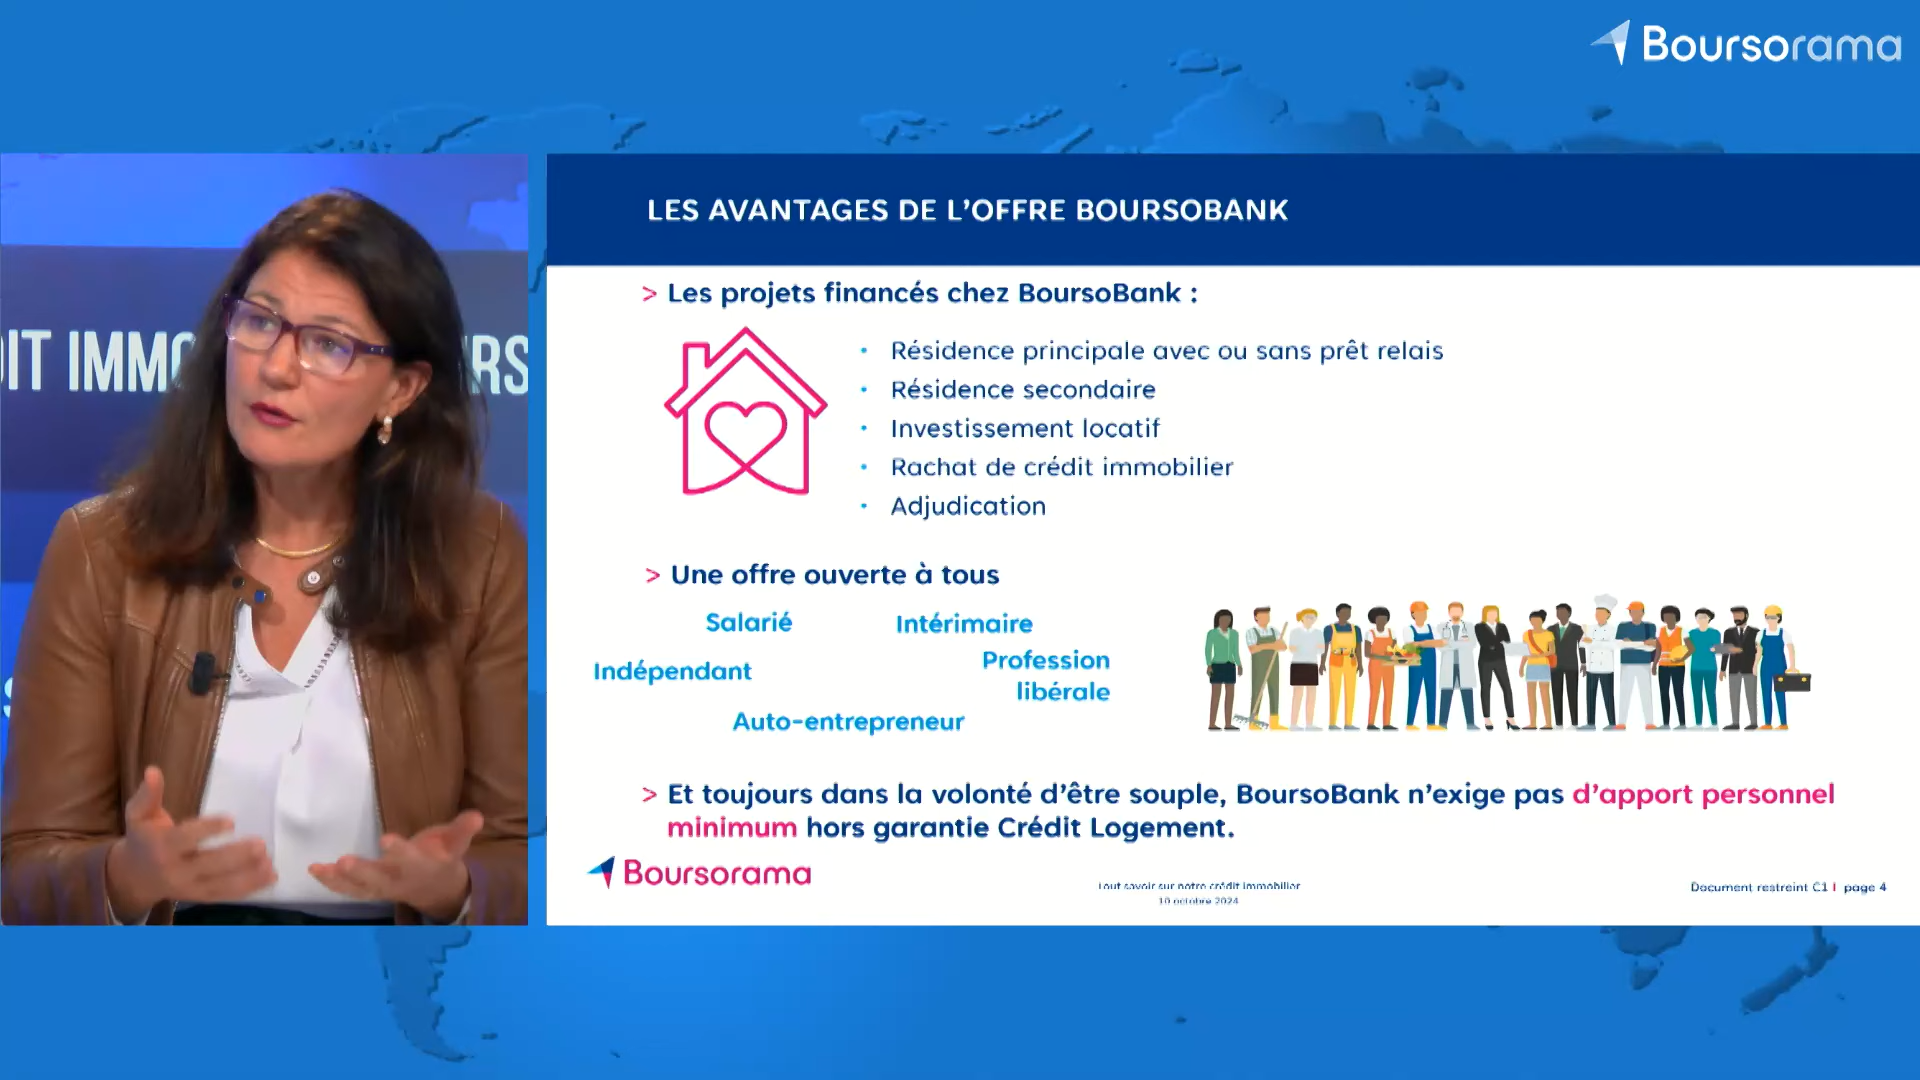 Boursorama
DIT IMMO
RS
LES AVANTAGES DE L'OFFRE BOURSOBANK
> Les projets financés chez BoursoBank :
• Résidence principale avec ou sans prêt relais
• Résidence secondaire
• Investissement locatif
• Rachat de crédit immobilier
• Adjudication
> Une offre ouverte à tous
Salarié
Intérimaire
Indépendant
Profession
libérale
Auto-entrepreneur
> Et toujours dans la volonté d'être souple, BoursoBank n'exige pas d'apport personnel
minimum hors garantie Crédit Logement.
Boursorama
Tout savoir sur notre crédit immobilier
10 octobre 2024
Document restreint C1 | page 4